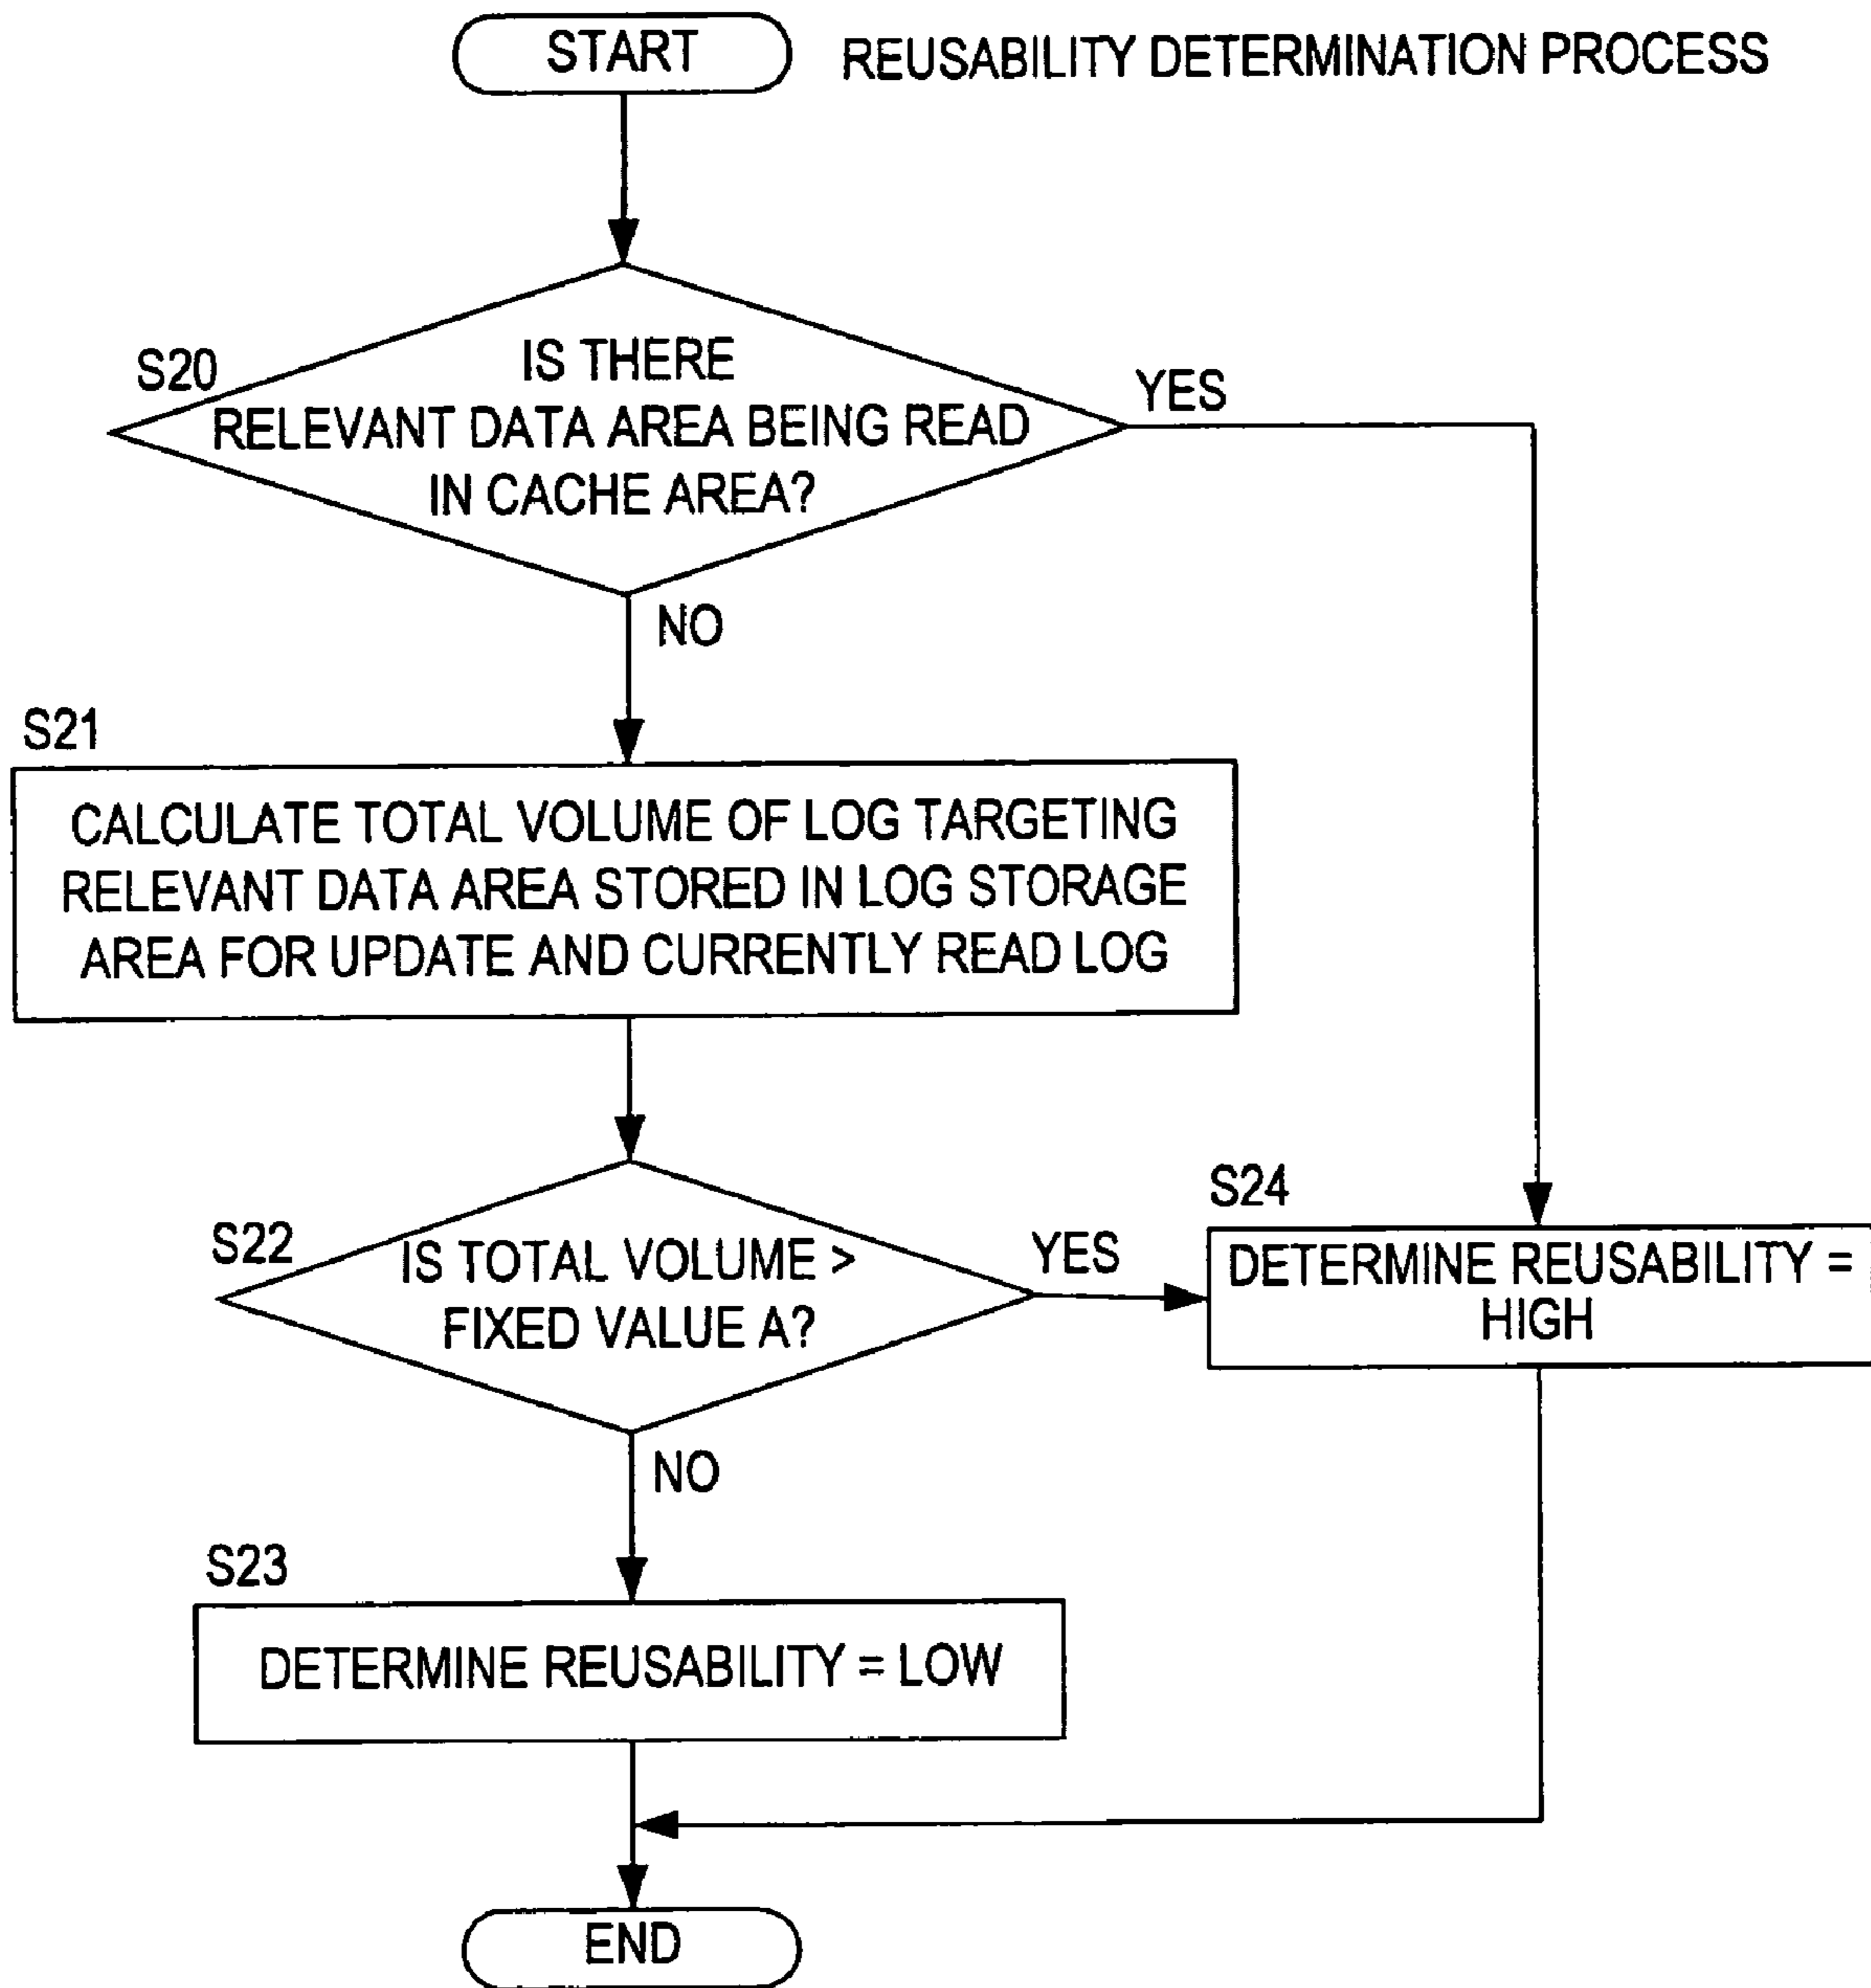 START
REUSABILITY DETERMINATION PROCESS
S20
IS THERE
RELEVANT DATA AREA BEING READ
IN CACHE AREA?
YES
NO
S21
CALCULATE TOTAL VOLUME OF LOG TARGETING
RELEVANT DATA AREA STORED IN LOG STORAGE
AREA FOR UPDATE AND CURRENTLY READ LOG
S22
IS TOTAL VOLUME >
FIXED VALUE A?
YES
S24
DETERMINE REUSABILITY =
HIGH
NO
S23
DETERMINE REUSABILITY = LOW
END